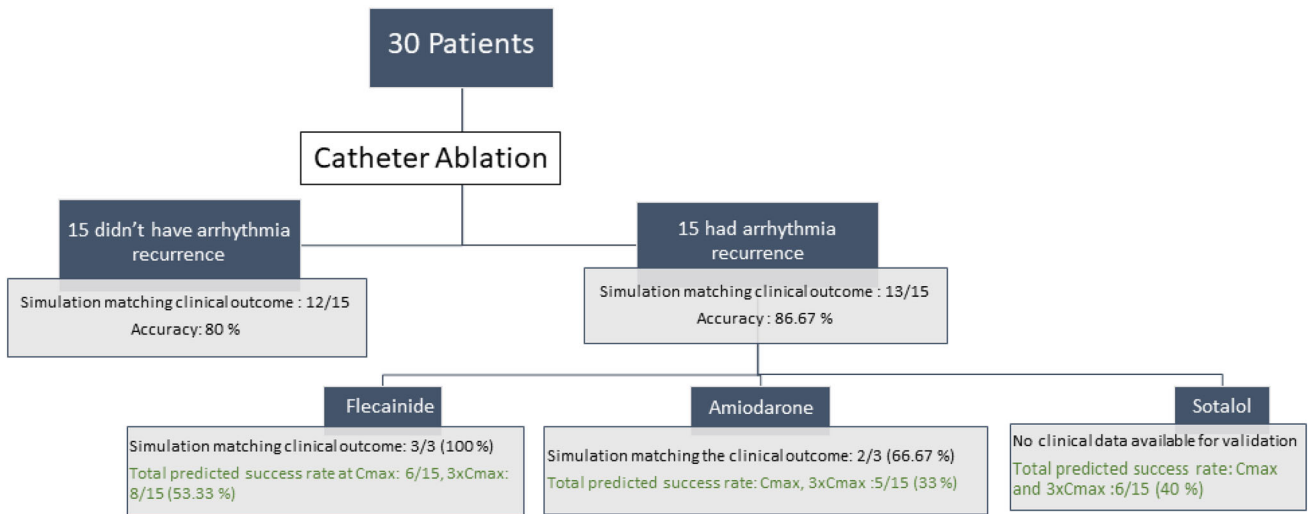 30 Patients
Catheter Ablation
15 didn't have arrhythmia
recurrence
Simulation matching clinical outcome : 12/15
Accuracy: 80 %
15 had arrhythmia
recurrence
Simulation matching clinical outcome : 13/15
Accuracy : 86.67 %
Flecainide
Simulation matching clinical outcome: 3/3 (100 %)
Total predicted success rate at Cmax: 6/15, 3xCmax:
8/15 (53.33 %)
Amiodarone
Simulation matching the clinical outcome: 2/3 (66.67 %)
Total predicted success rate: Cmax, 3xCmax :5/15 (33 %)
Sotalol
No clinical data available for validation
Total predicted success rate: Cmax
and 3xCmax :6/15 (40 %)